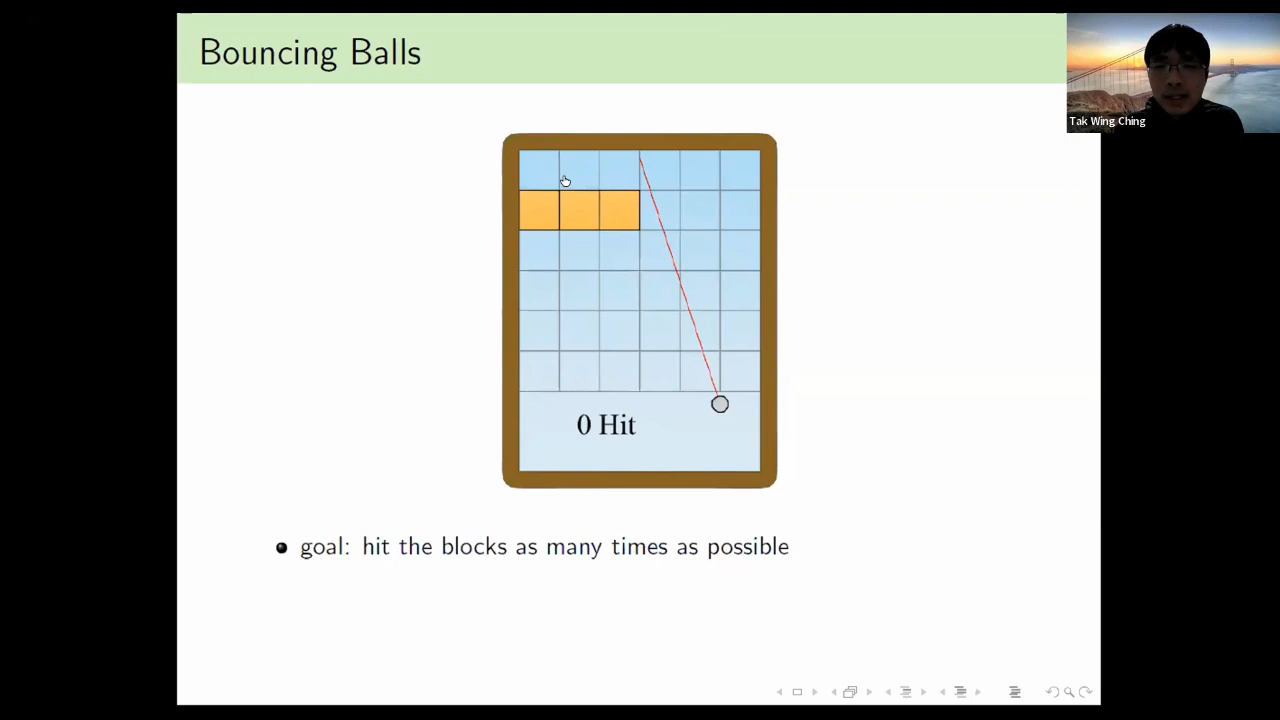 Bouncing Balls
Tak Wing Ching
0 Hit
goal: hit the blocks as many times as possible